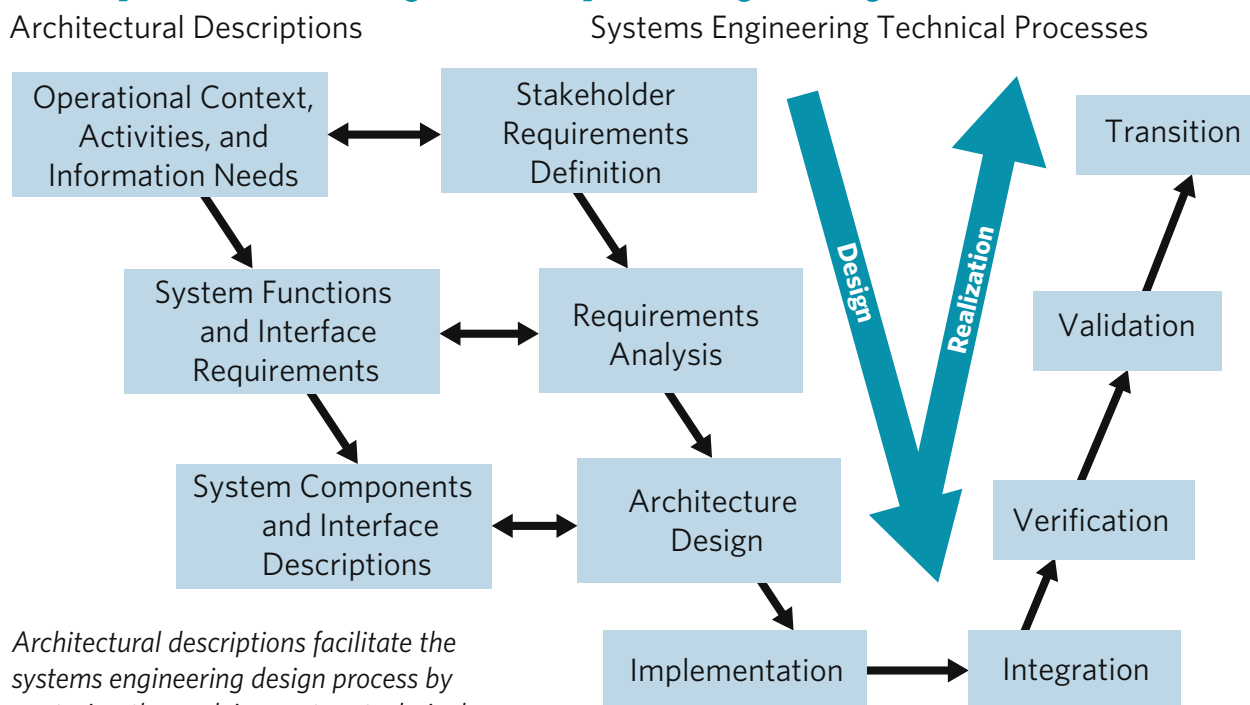 Architectural Descriptions
Systems Engineering Technical Processes
Operational Context,
Activities, and
Information Needs
Stakeholder
Requirements
Definition
System Functions
and Interface
Requirements
Requirements
Analysis
System Components
and Interface
Descriptions
Architecture
Design
Implementation
Integration
Verification
Validation
Transition
Design
Realization
Architectural descriptions facilitate the
systems engineering design process by